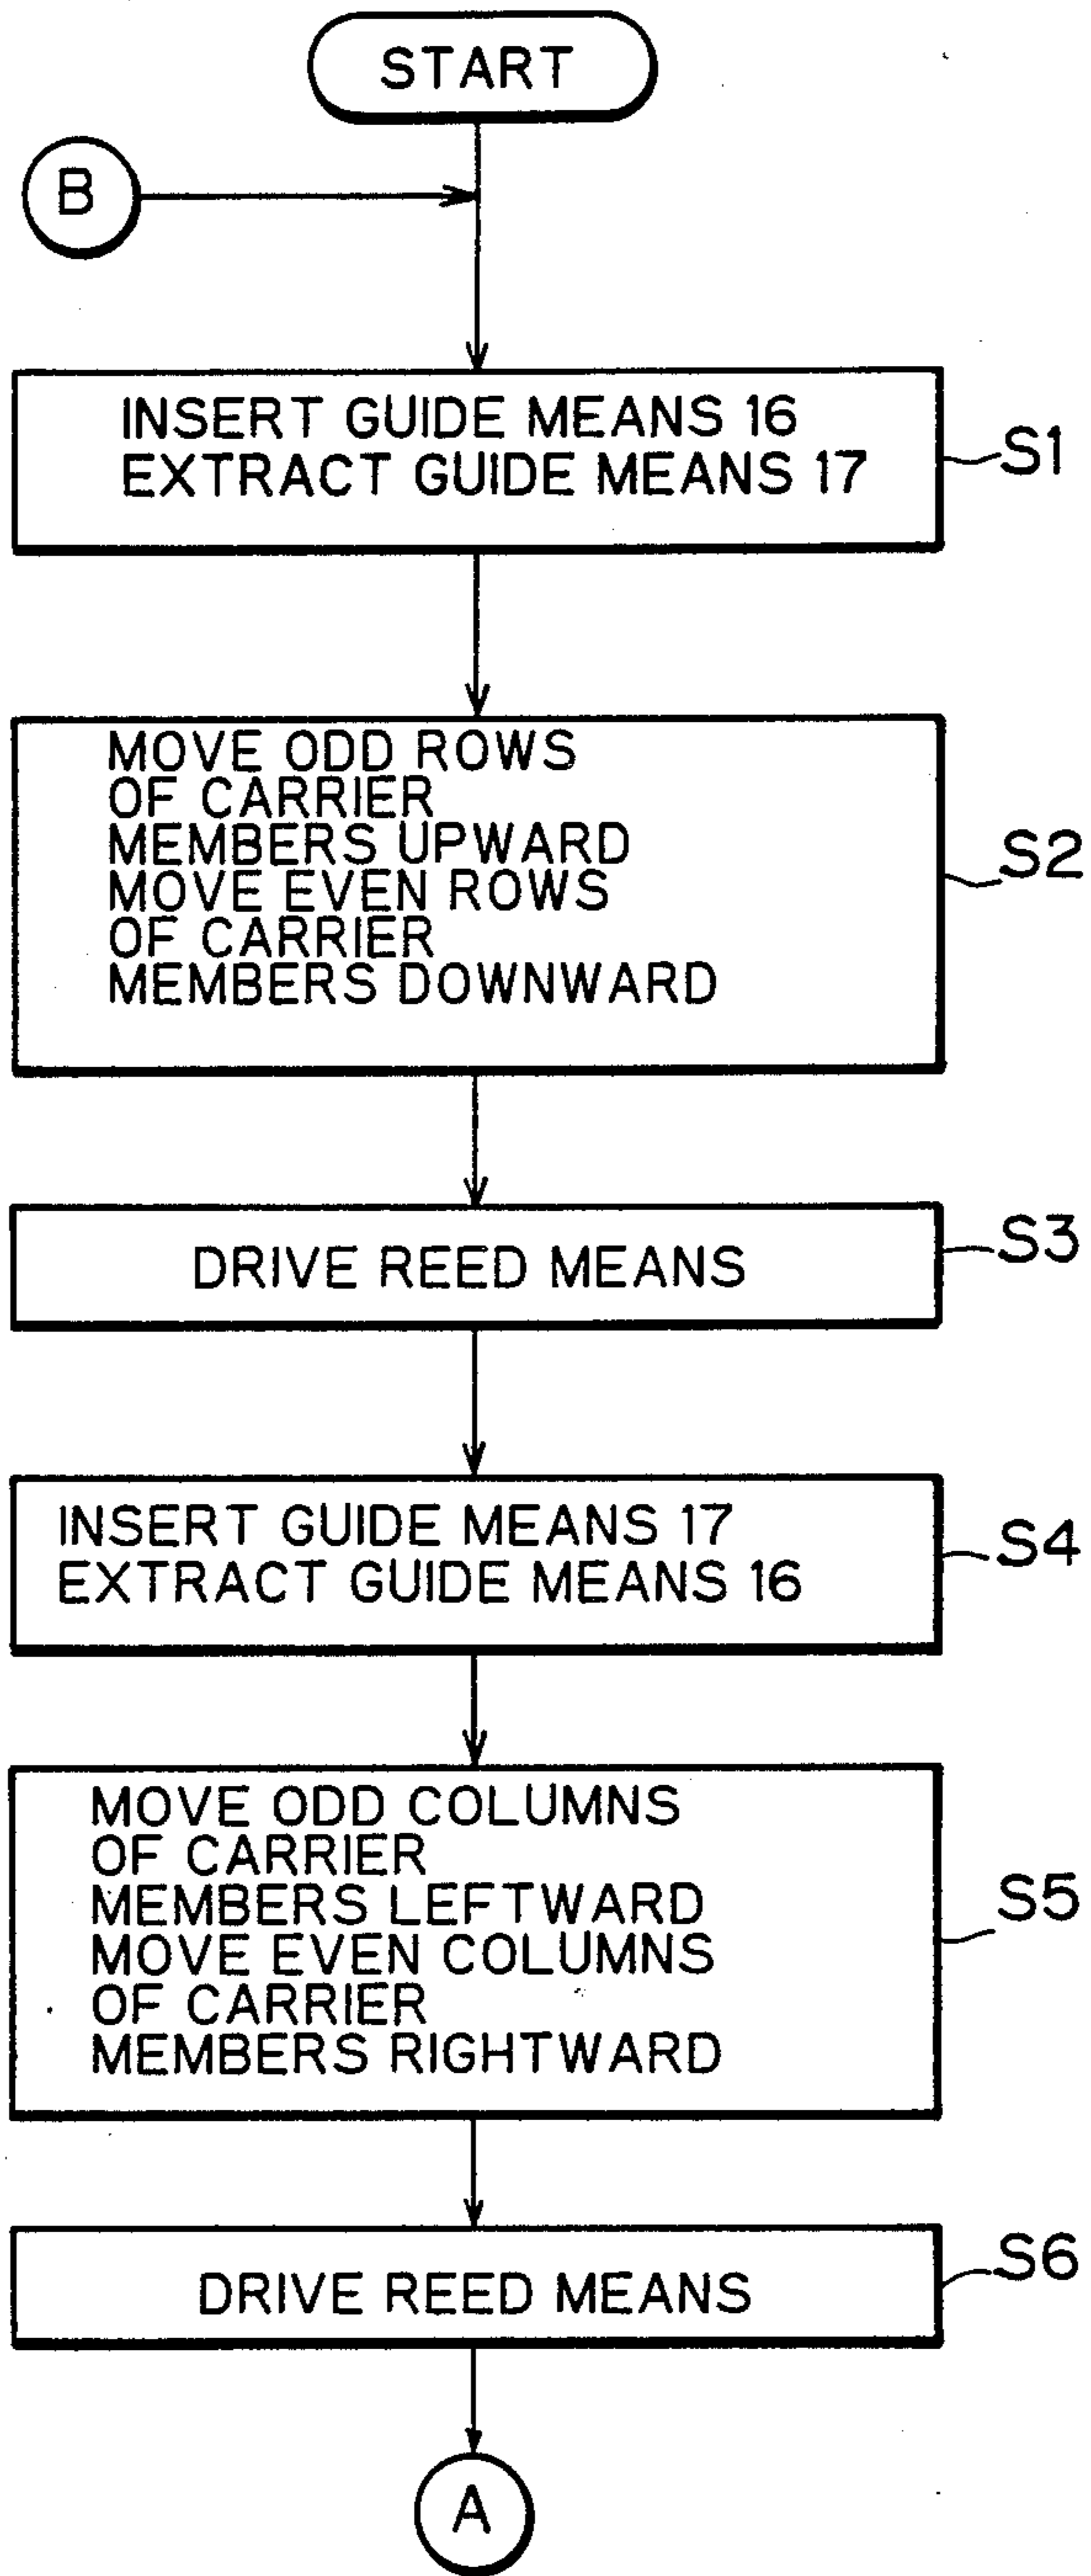 START
B
INSERT GUIDE MEANS 16
EXTRACT GUIDE MEANS 17
S1
MOVE ODD ROWS
OF CARRIER
MEMBERS UPWARD
MOVE EVEN ROWS
OF CARRIER
MEMBERS DOWNWARD
S2
DRIVE REED MEANS
S3
INSERT GUIDE MEANS 17
EXTRACT GUIDE MEANS 16
S4
MOVE ODD COLUMNS
OF CARRIER
MEMBERS LEFTWARD
MOVE EVEN COLUMNS
OF CARRIER
MEMBERS RIGHTWARD
S5
DRIVE REED MEANS
S6
A